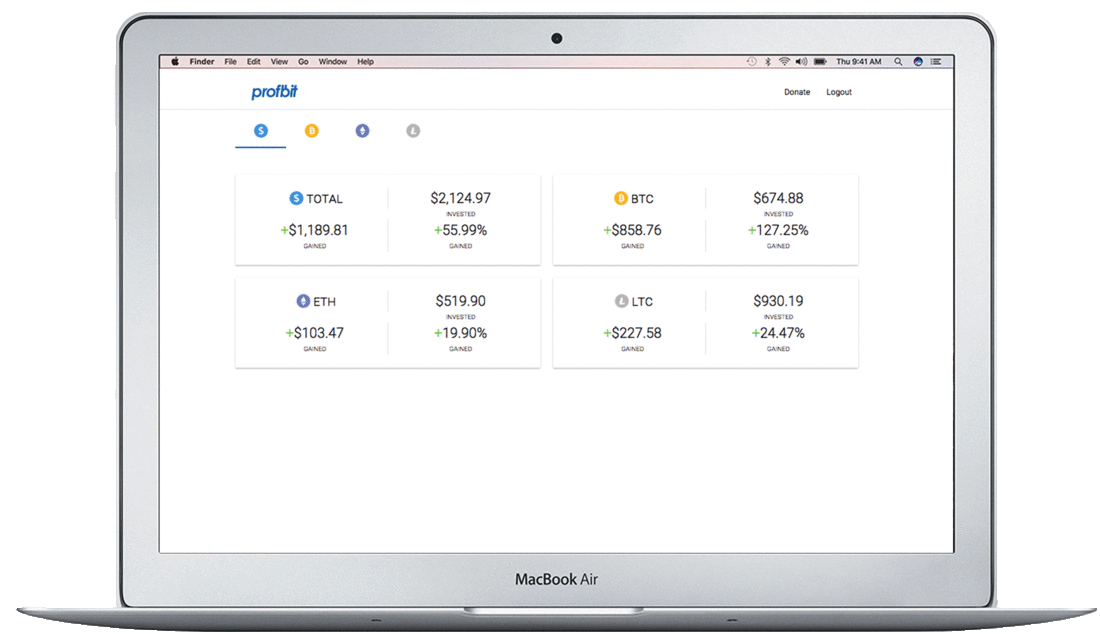 Finder File Edit View Go Window Help Thu 9:41 AM
profbit
Donate Logout
TOTAL
$2,124.97
INVESTED
+$1,189.81
GAINED
+55.99%
GAINED
BTC
$674.88
INVESTED
+$858.76
GAINED
+127.25%
GAINED
ETH
$519.90
INVESTED
+$103.47
GAINED
+19.90%
GAINED
LTC
$930.19
INVESTED
+$227.58
GAINED
+24.47%
GAINED
MacBook Air